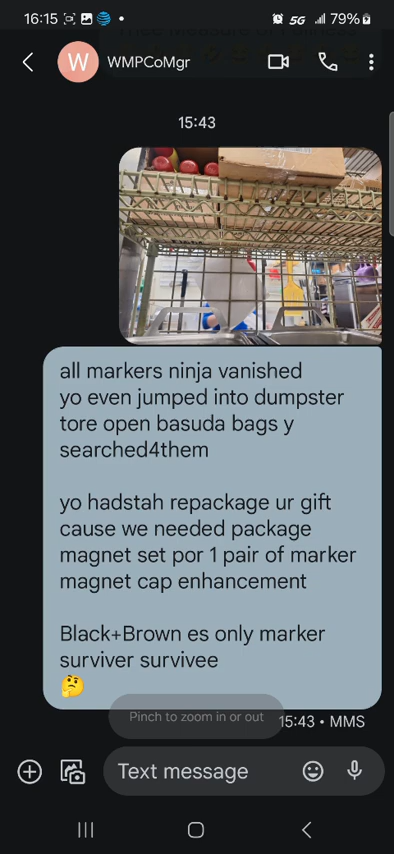 16:15
5G
79%
W
WMPCoMgr
15:43
all markers ninja vanished
yo even jumped into dumpster
tore open basuda bags y
searched4them
yo hadstah repackage ur gift
cause we needed package
magnet set por 1 pair of marker
magnet cap enhancement
Black+Brown es only marker
surviver survivee
🤔
Pinch to zoom in or out
15:43 • MMS
Text message